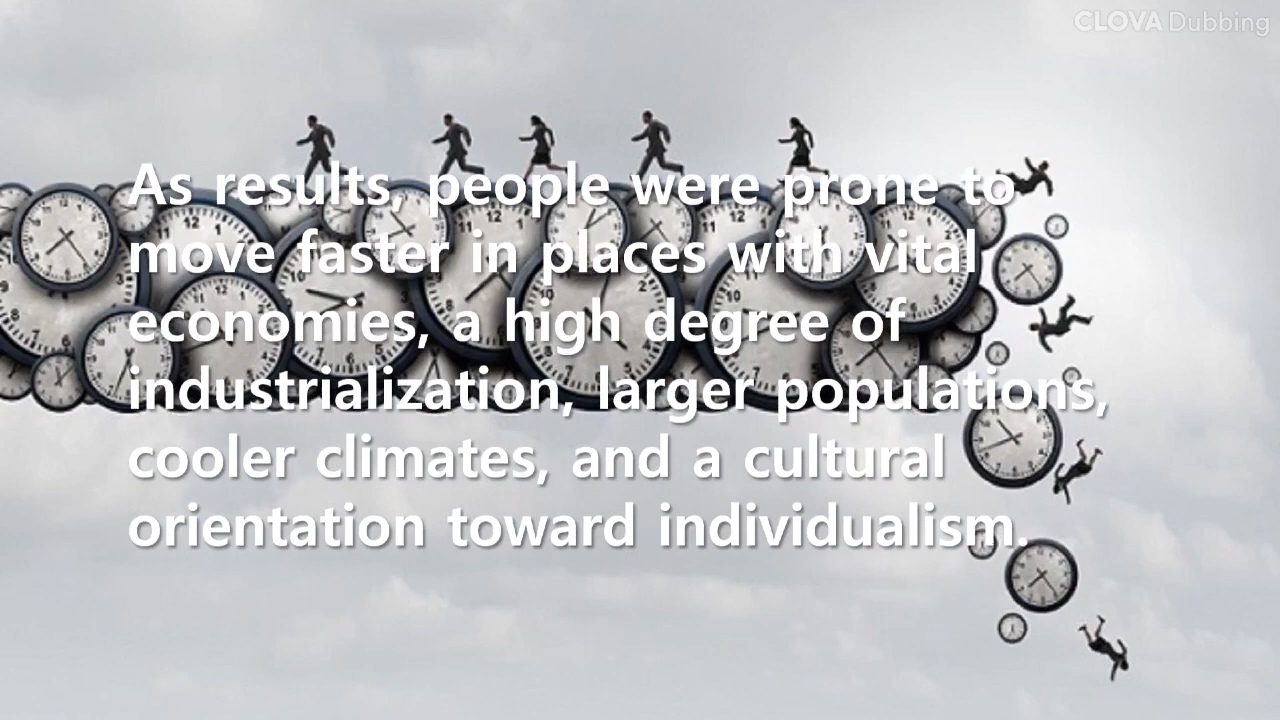 CLOVA Dubbing
As results, people were prone to
move faster in places with vital
economies, a high degree of
industrialization, larger populations,
cooler climates, and a cultural
orientation toward individualism.